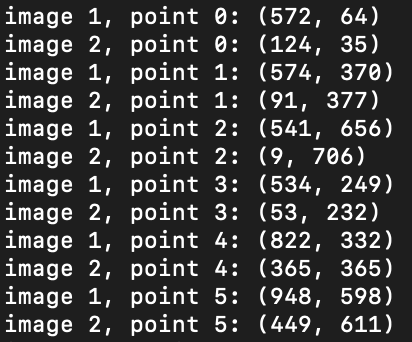 image 1, point 0: (572, 64)
image 2, point 0: (124, 35)
image 1, point 1: (574, 370)
image 2, point 1: (91, 377)
image 1, point 2: (541, 656)
image 2, point 2: (9, 706)
image 1, point 3: (534, 249)
image 2, point 3: (53, 232)
image 1, point 4: (822, 332)
image 2, point 4: (365, 365)
image 1, point 5: (948, 598)
image 2, point 5: (449, 611)